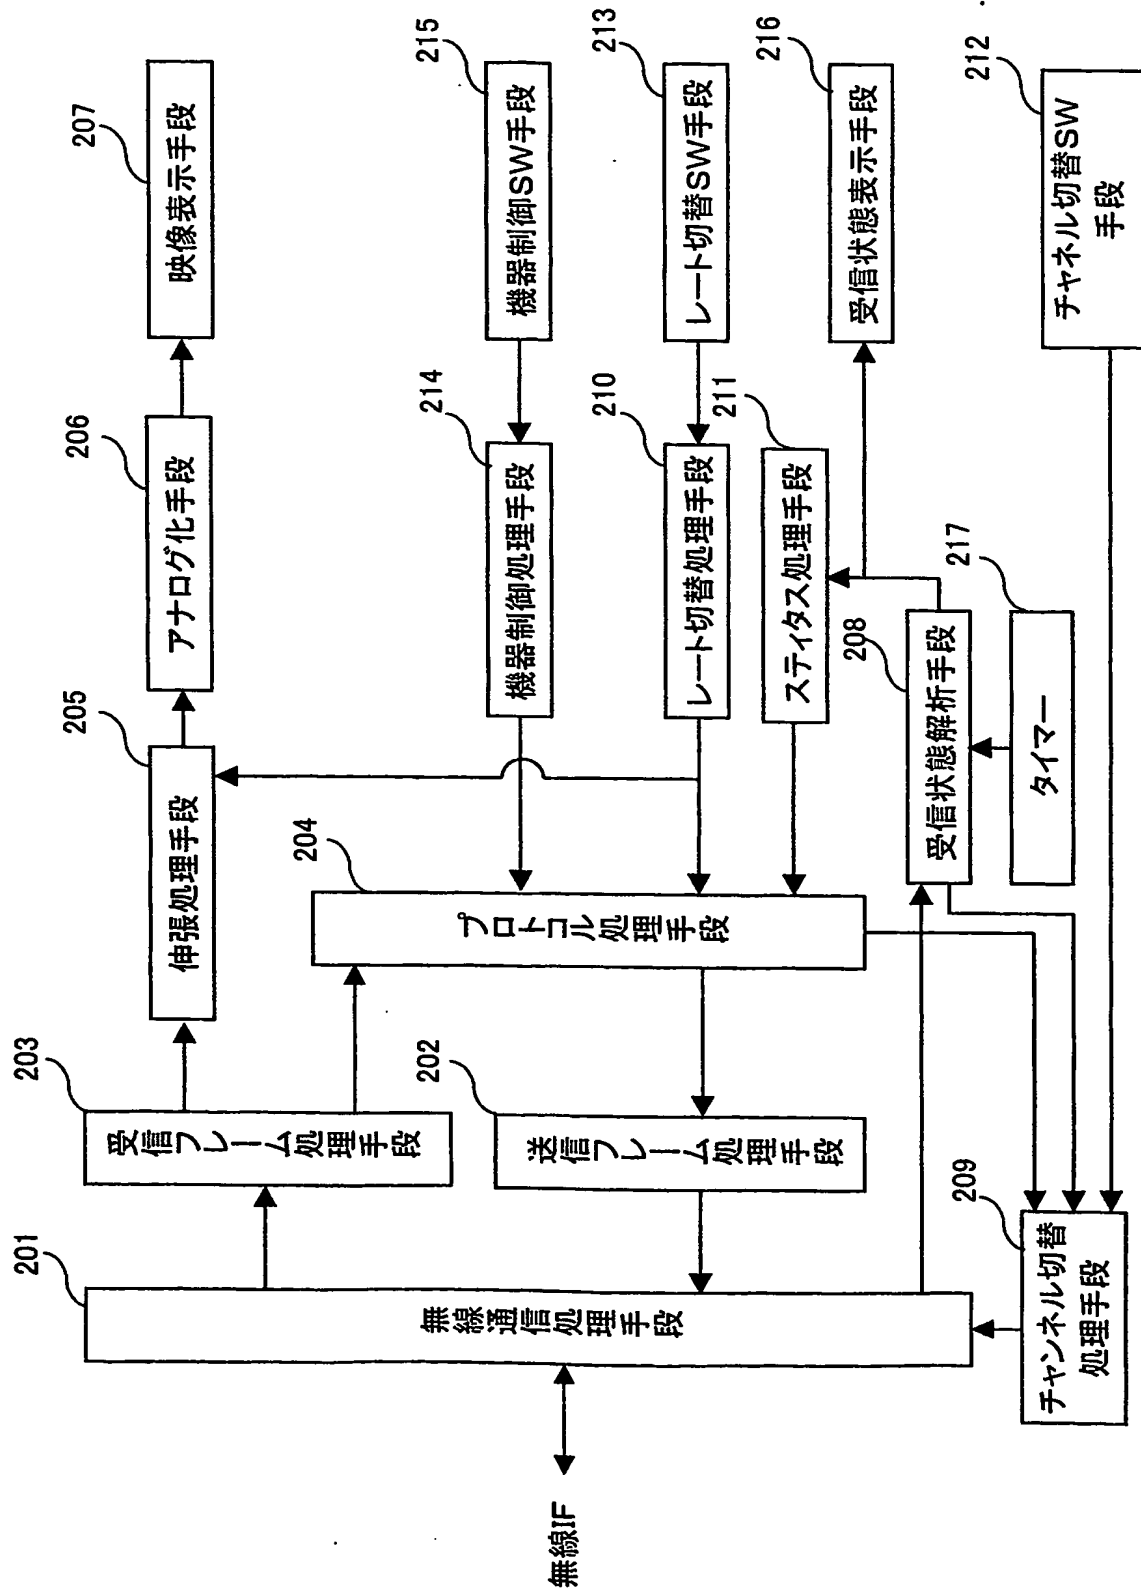 無線IF
201
無線通信処理手段
203
受信フレーム処理手段
202
送信フレーム処理手段
209
チャンネル切替
処理手段
205
伸張処理手段
204
プロトコル処理手段
206
アナログ化手段
214
機器制御処理手段
210
レート切替処理手段
211
スティタス処理手段
208
受信状態解析手段
217
タイマー
207
映像表示手段
215
機器制御SW手段
213
レート切替SW手段
216
受信状態表示手段
212
チャネル切替SW
手段